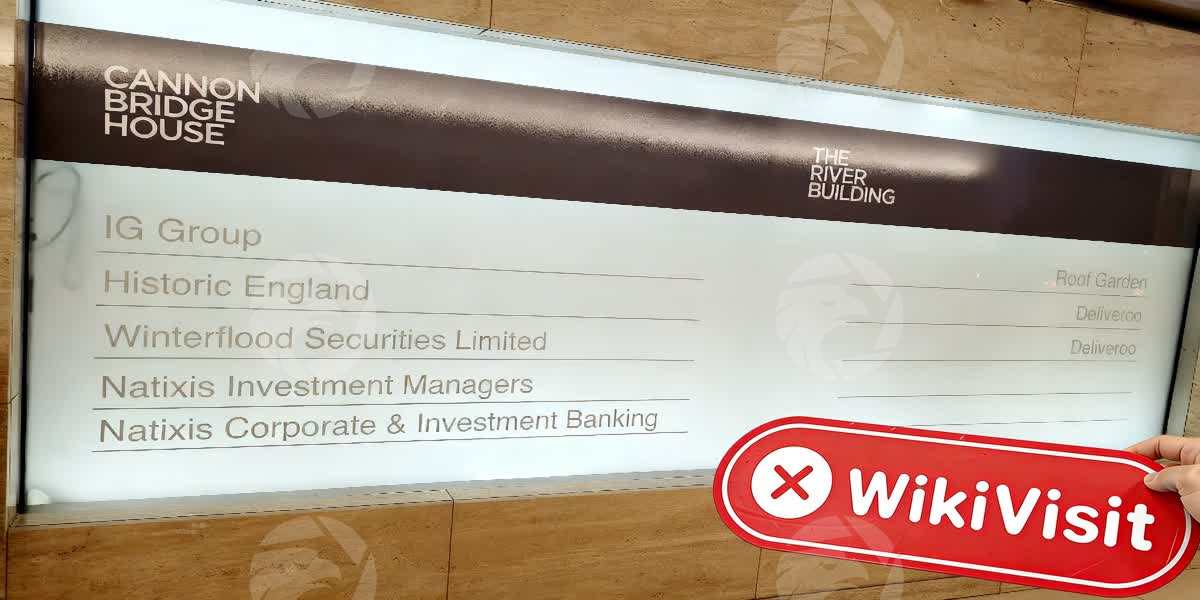 CANNON
BRIDGE
HOUSE
THE
RIVER
BUILDING
IG Group
Historic England
Winterflood Securities Limited
Natixis Investment Managers
Natixis Corporate & Investment Banking
Roof Garden
Deliveroo
Deliveroo
WikiVisit